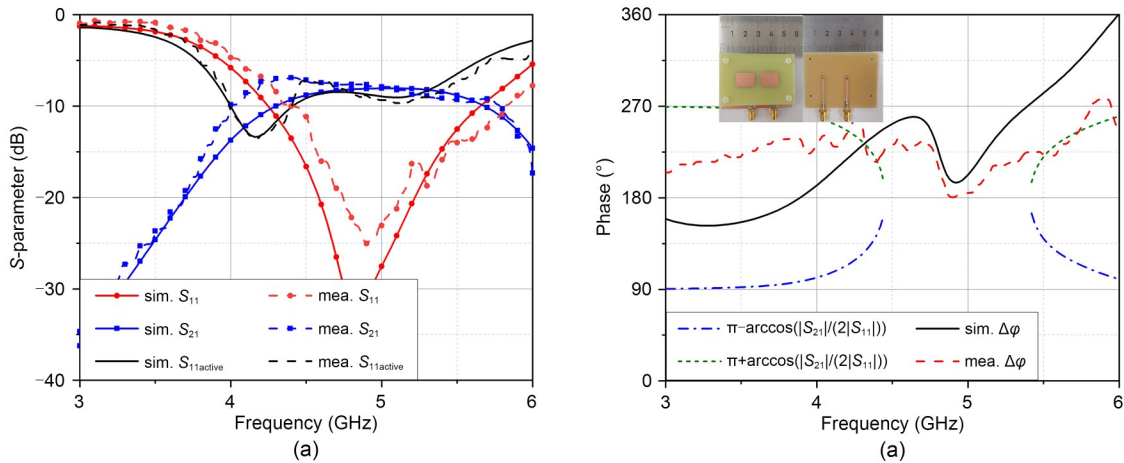 0
−10
−20
−30
−40
S-parameter (dB)
sim. S11
mea. S11
sim. S21
mea. S21
sim. S11active
mea. S11active
3
4
5
6
Frequency (GHz)
(a)
360
270
180
90
0
Phase (°)
1 2 3 4 5 6
1 2 3 4 5 6
π−arccos(|S21|/(2|S11|))
sim. Δφ
π+arccos(|S21|/(2|S11|))
mea. Δφ
3
4
5
6
Frequency (GHz)
(a)